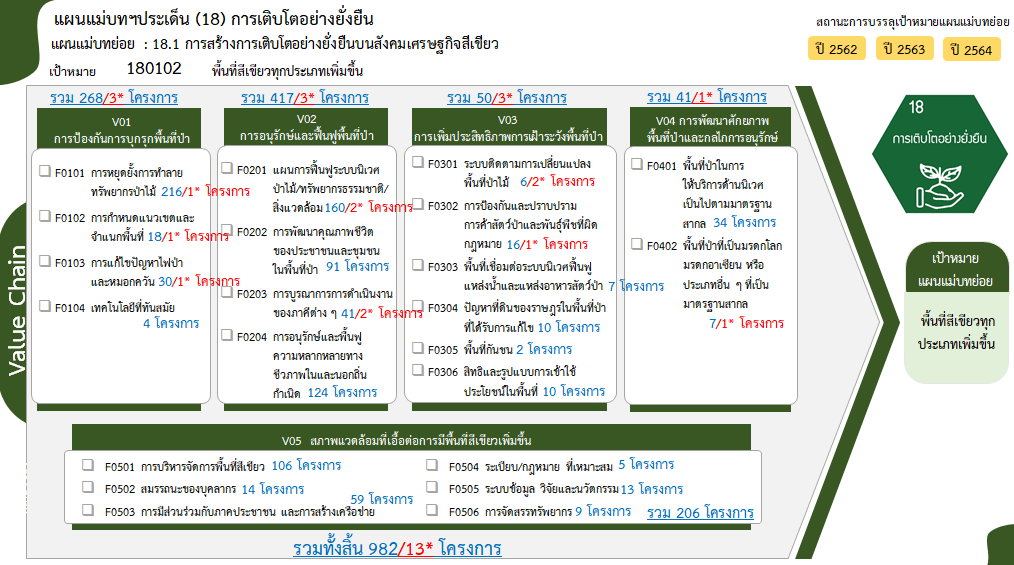 แผนแม่บทฯประเด็น (18) การเติบโตอย่างยั่งยืน
แผนแม่บทย่อย : 18.1 การสร้างการเติบโตอย่างยั่งยืนบนสังคมเศรษฐกิจสีเขียว
เป้าหมาย 180102 พื้นที่สีเขียวทุกประเภทเพิ่มขึ้น
สถานะการบรรลุเป้าหมายแผนแม่บทย่อย
ปี 2562 ปี 2563 ปี 2564
รวม 268/3* โครงการ
V01
การป้องกันการบุกรุกพื้นที่ป่า
F0101 การหยุดยั้งการทำลาย
ทรัพยากรป่าไม้ 216/1* โครงการ
F0102 การกำหนดแนวเขตและ
จำแนกพื้นที่ 18/1* โครงการ
F0103 การแก้ไขปัญหาไฟป่า
และหมอกควัน 30/1* โครงการ
F0104 เทคโนโลยีที่ทันสมัย
4 โครงการ
รวม 417/3* โครงการ
V02
การอนุรักษ์และฟื้นฟูพื้นที่ป่า
F0201 แผนการฟื้นฟูระบบนิเวศ
ป่าไม้/ทรัพยากรธรรมชาติ/
สิ่งแวดล้อม 160/2* โครงการ
F0202 การพัฒนาคุณภาพชีวิต
ของประชาชนและชุมชน
ในพื้นที่ป่า 91 โครงการ
F0203 การบูรณาการการดำเนินงาน
ของภาคีต่าง ๆ 41/2* โครงการ
F0204 การอนุรักษ์และฟื้นฟู
ความหลากหลายทาง
ชีวภาพในและนอกถิ่น
กำเนิด 124 โครงการ
รวม 50/3* โครงการ
V03
การเพิ่มประสิทธิภาพการเฝ้าระวังพื้นที่ป่า
F0301 ระบบติดตามการเปลี่ยนแปลง
พื้นที่ป่าไม้ 6/2* โครงการ
F0302 การป้องกันและปราบปราม
การค้าสัตว์ป่าและพันธุ์พืชที่ผิด
กฎหมาย 16/1* โครงการ
F0303 พื้นที่เชื่อมต่อระบบนิเวศฟื้นฟู
แหล่งน้ำและแหล่งอาหารสัตว์ป่า 7 โครงการ
F0304 ปัญหาที่ดินของราษฎรในพื้นที่ป่า
ที่ได้รับการแก้ไข 10 โครงการ
F0305 พื้นที่กันชน 2 โครงการ
F0306 สิทธิและรูปแบบการเข้าใช้
ประโยชน์ในพื้นที่ 10 โครงการ
รวม 41/1* โครงการ
V04 การพัฒนาศักยภาพ
พื้นที่ป่าและกลไกการอนุรักษ์
F0401 พื้นที่ป่าในการ
ให้บริการด้านนิเวศ
เป็นไปตามมาตรฐาน
สากล 34 โครงการ
F0402 พื้นที่ป่าที่เป็นมรดกโลก
มรดกอาเซียน หรือ
ประเภทอื่น ๆ ที่เป็น
มาตรฐานสากล
7/1* โครงการ
18
การเติบโตอย่างยั่งยืน
เป้าหมาย
แผนแม่บทย่อย
พื้นที่สีเขียวทุก
ประเภทเพิ่มขึ้น
Value Chain
V05 สภาพแวดล้อมที่เอื้อต่อการมีพื้นที่สีเขียวเพิ่มขึ้น
F0501 การบริหารจัดการพื้นที่สีเขียว 106 โครงการ
F0502 สมรรถนะของบุคลากร 14 โครงการ
59 โครงการ
F0503 การมีส่วนร่วมกับภาคประชาชน และการสร้างเครือข่าย
F0504 ระเบียบ/กฎหมาย ที่เหมาะสม 5 โครงการ
F0505 ระบบข้อมูล วิจัยและนวัตกรรม 13 โครงการ
F0506 การจัดสรรทรัพยากร 9 โครงการ
รวม 206 โครงการ
รวมทั้งสิ้น 982/13* โครงการ